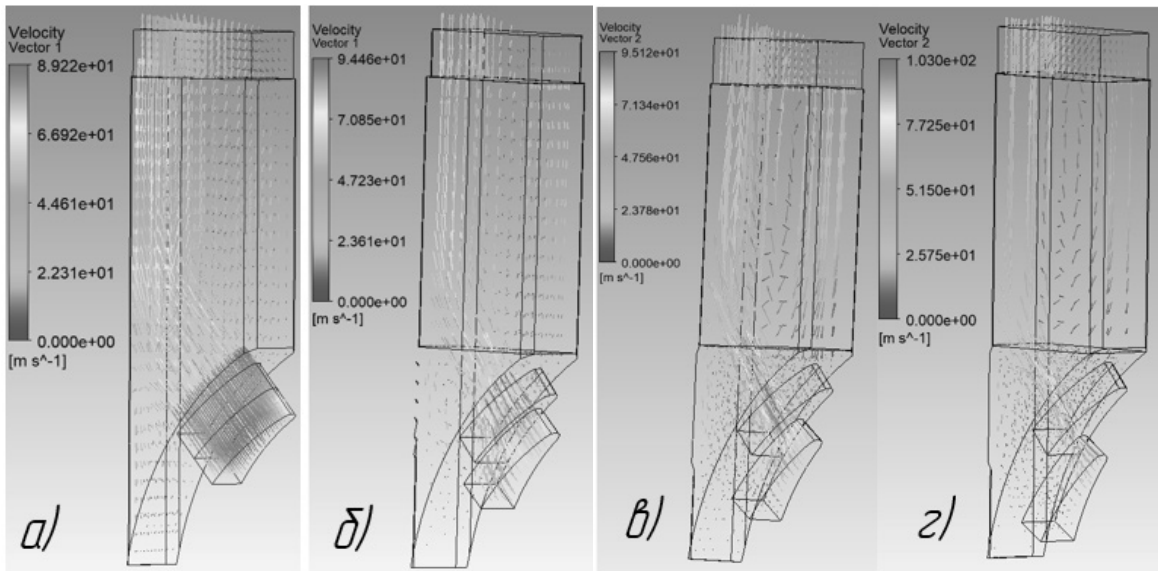 Velocity
Vector 1
8.922e+01
6.692e+01
4.461e+01
2.231e+01
0.000e+00
[m s^-1]
а)
Velocity
Vector 1
9.446e+01
7.085e+01
4.723e+01
2.361e+01
0.000e+00
[m s^-1]
б)
Velocity
Vector 2
9.512e+01
7.134e+01
4.756e+01
2.378e+01
0.000e+00
[m s^-1]
в)
Velocity
Vector 2
1.030e+02
7.725e+01
5.150e+01
2.575e+01
0.000e+00
[m s^-1]
г)